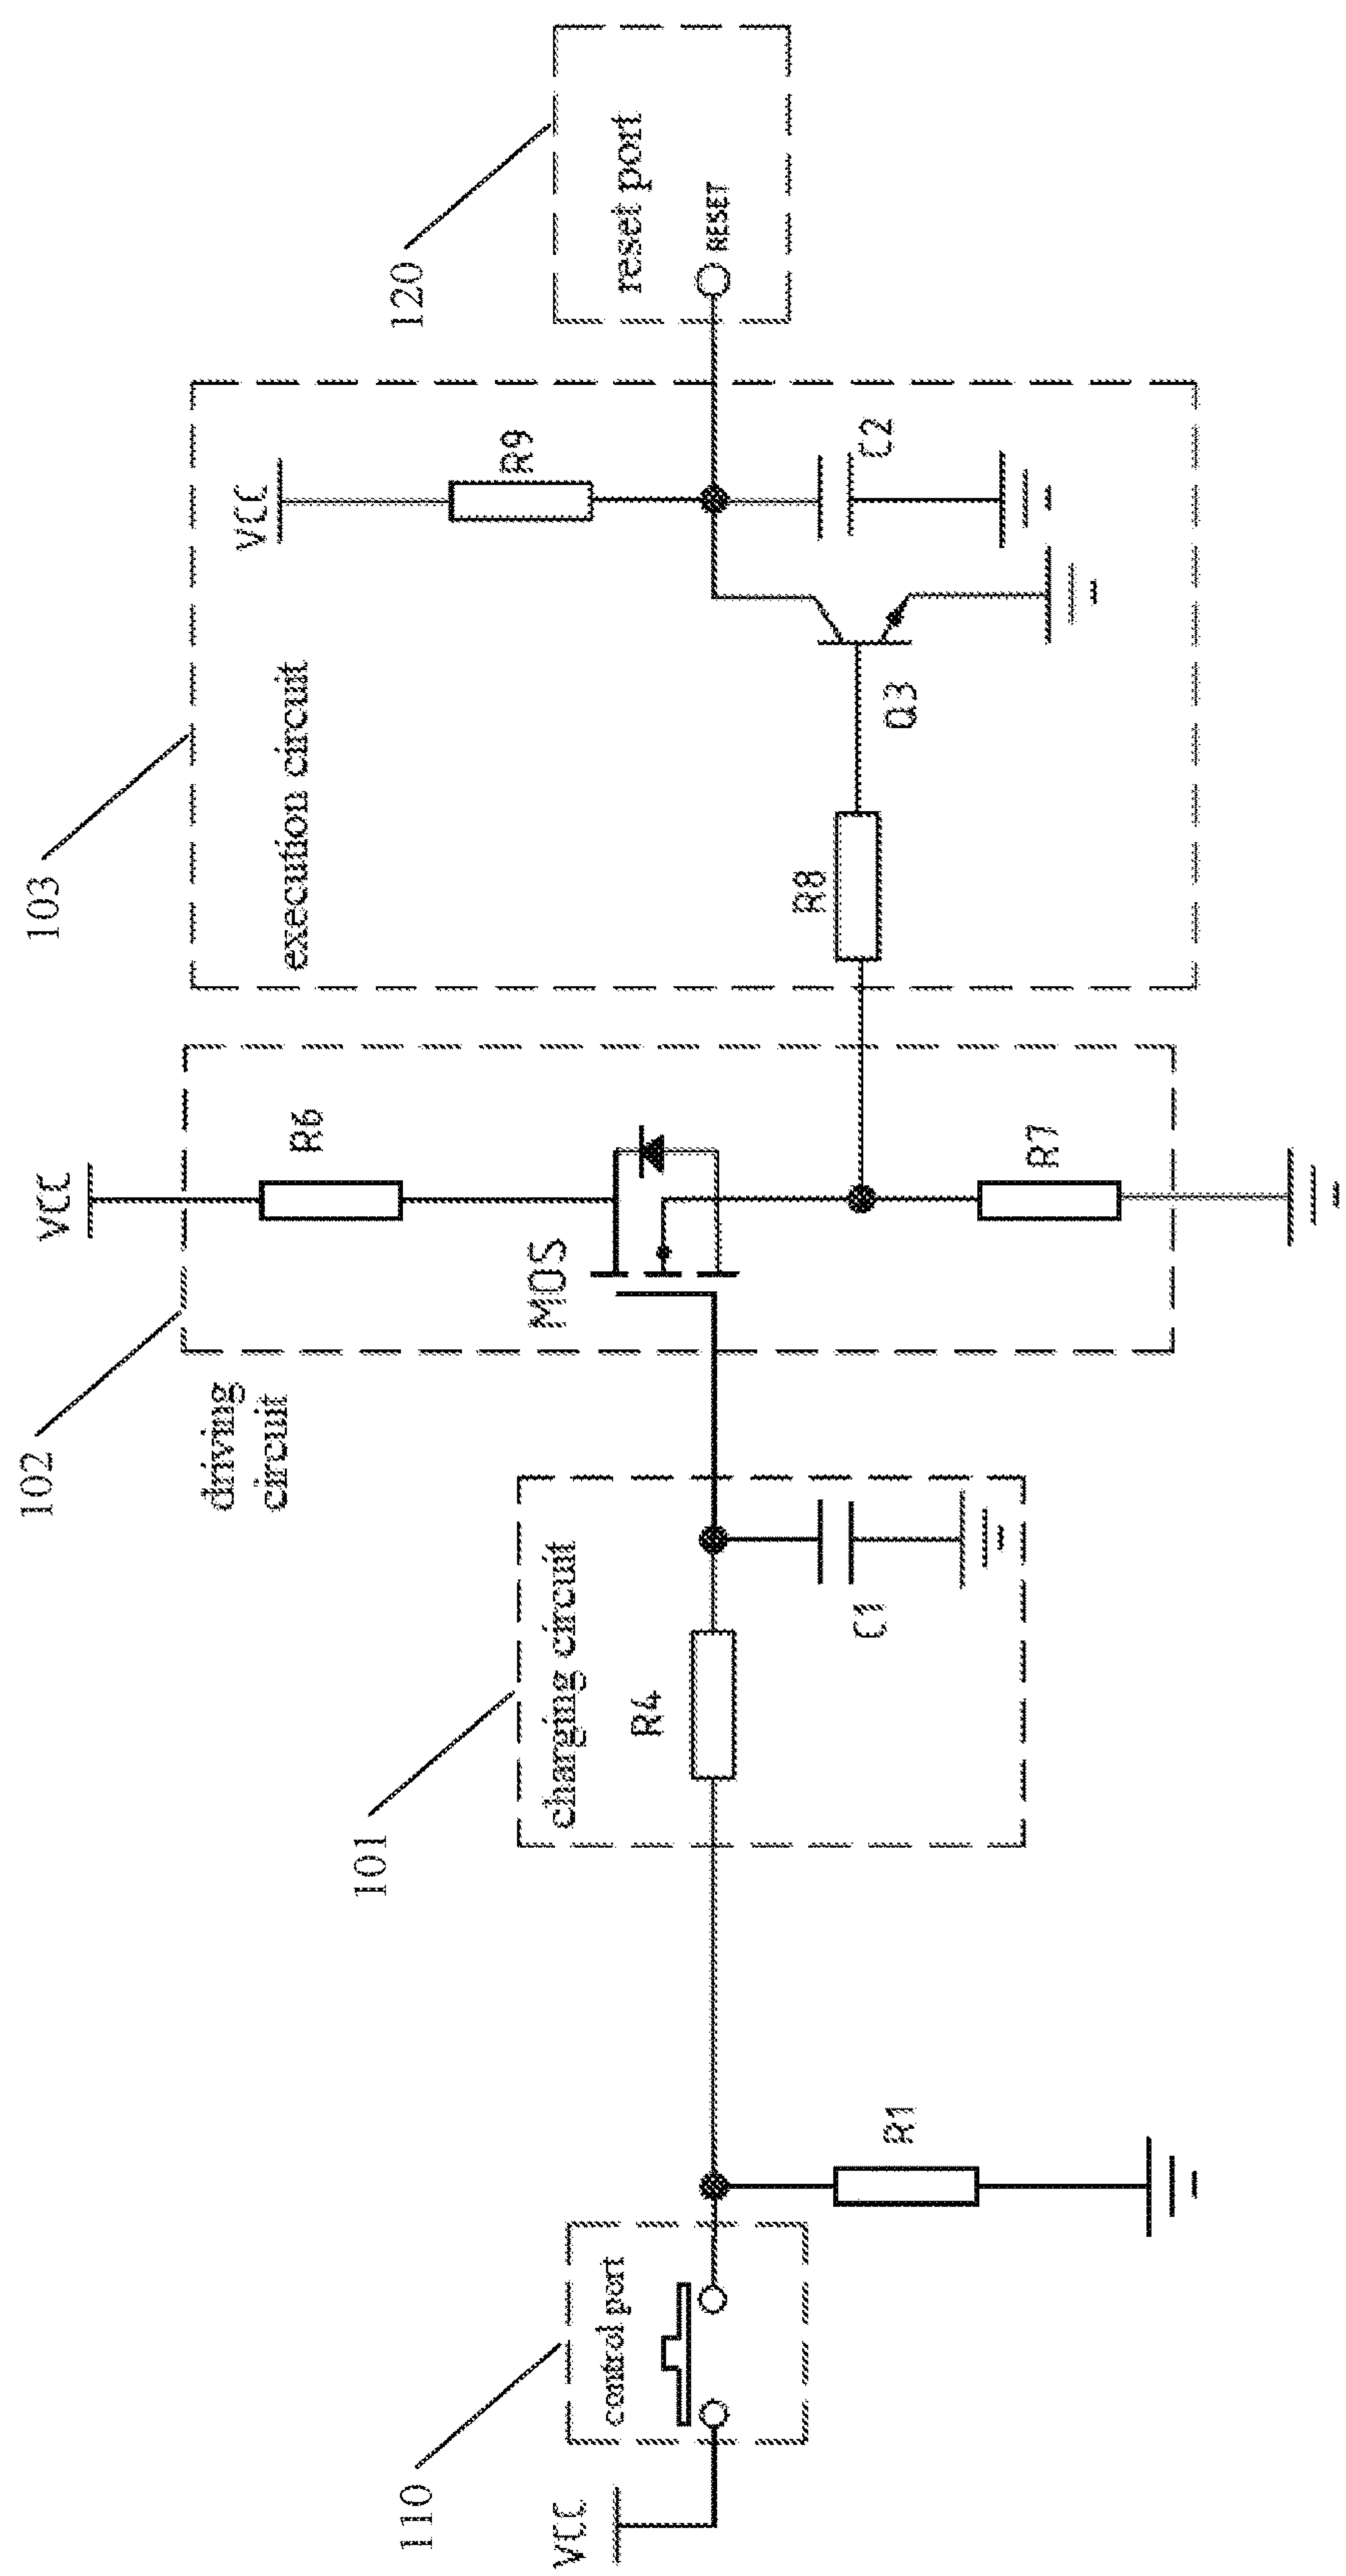 110
VCC
control port
R1
101
charging circuit
R4
C1
102
driving
circuit
VCC
R6
MOS
R7
103
execution circuit
VCC
R9
R8
Q3
C2
120
reset port
RESET